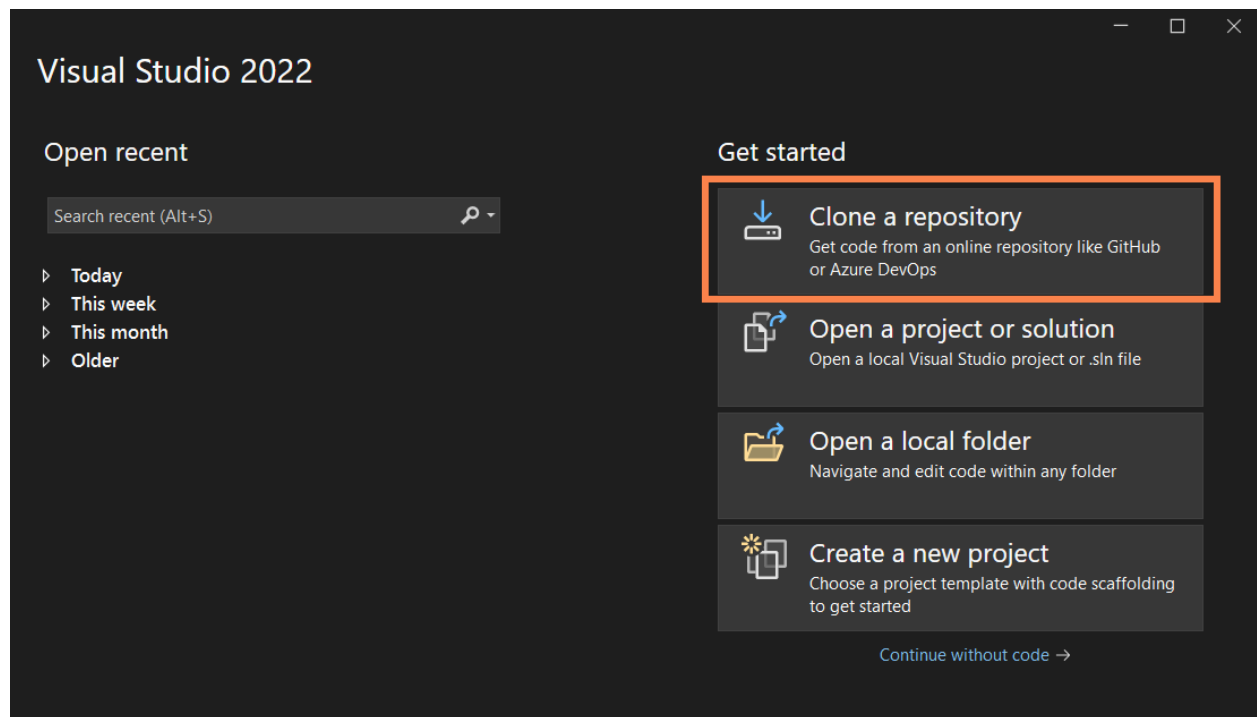 Visual Studio 2022
Open recent
Search recent (Alt+S)
Today
This week
This month
Older
Get started
Clone a repository
Get code from an online repository like GitHub
or Azure DevOps
Open a project or solution
Open a local Visual Studio project or .sln file
Open a local folder
Navigate and edit code within any folder
Create a new project
Choose a project template with code scaffolding
to get started
Continue without code →